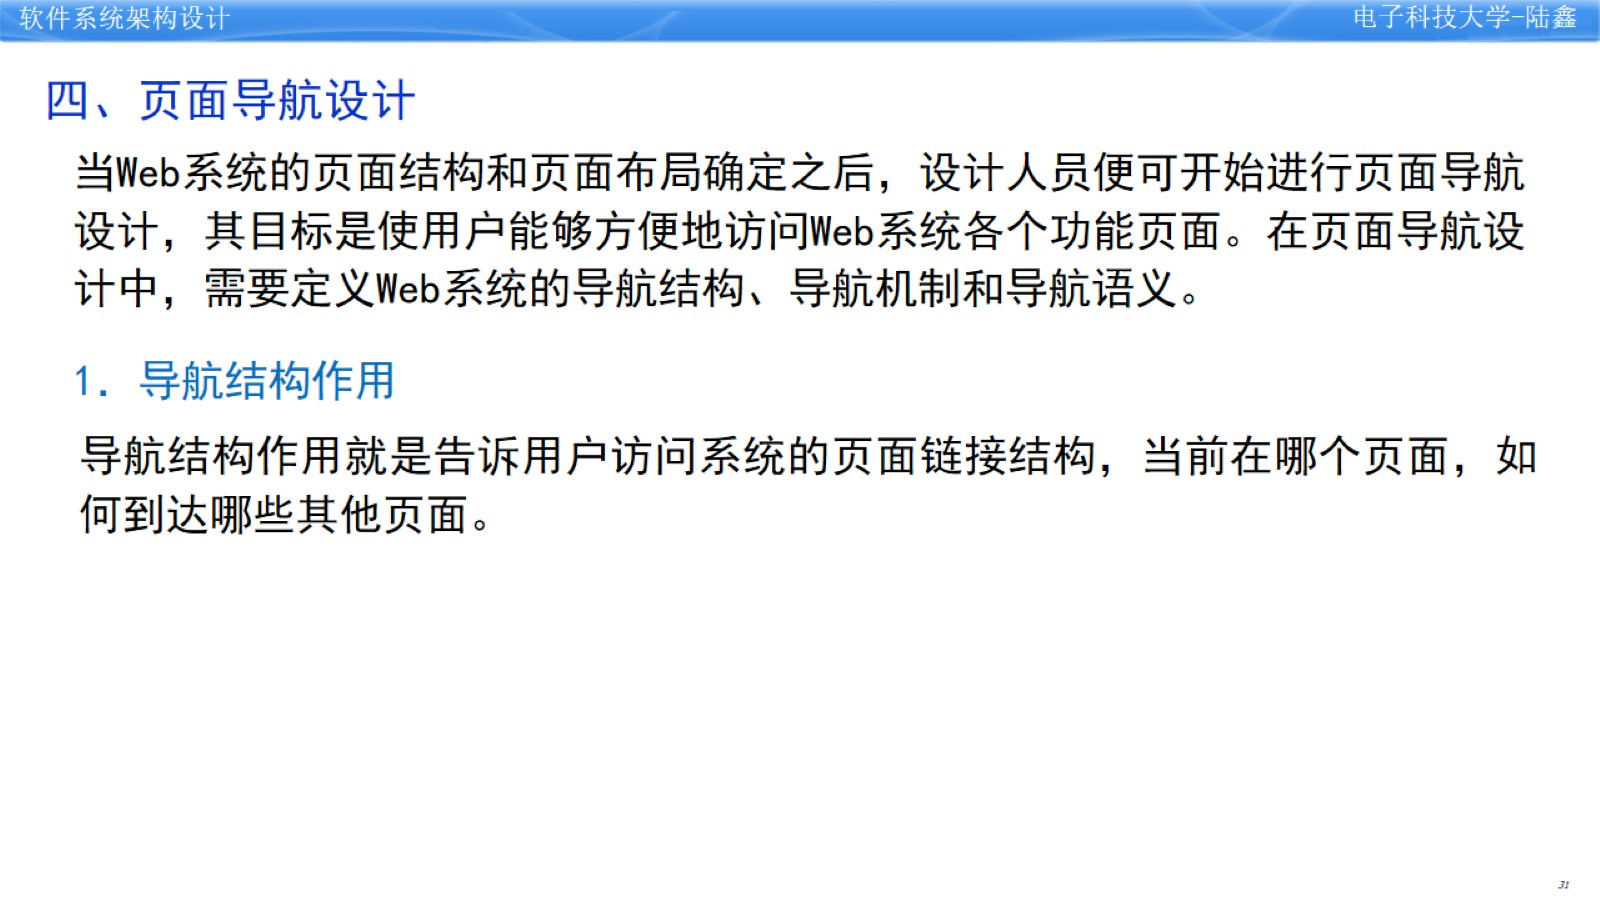 软件系统架构设计
电子科技大学-陆鑫
四、页面导航设计
当Web系统的页面结构和页面布局确定之后，设计人员便可开始进行页面导航
设计，其目标是使用户能够方便地访问Web系统各个功能页面。在页面导航设
计中，需要定义Web系统的导航结构、导航机制和导航语义。
1．导航结构作用
导航结构作用就是告诉用户访问系统的页面链接结构，当前在哪个页面，如
何到达哪些其他页面。
31